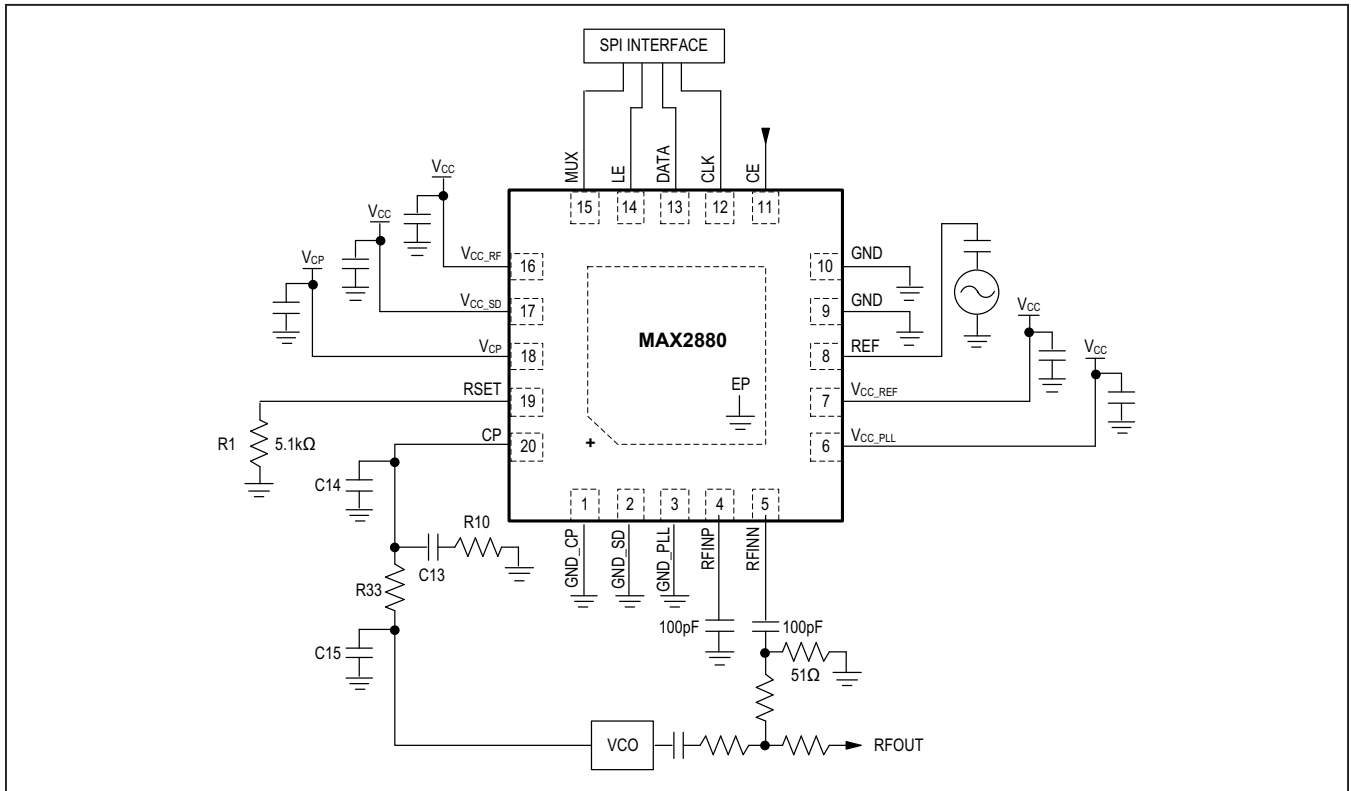 SPI INTERFACE
MUX
LE
DATA
CLK
CE
15
14
13
12
11
VCC
VCC
VCP
VCC_RF
16
VCC_SD
17
VCP
18
RSET
19
CP
20
10
GND
9
GND
8
REF
7
VCC_REF
6
VCC_PLL
VCC
VCC
MAX2880
EP
+
R1
5.1kΩ
C14
R10
C13
R33
C15
1
2
3
4
5
GND_CP
GND_SD
GND_PLL
RFINP
RFINN
100pF
100pF
51Ω
VCO
RFOUT